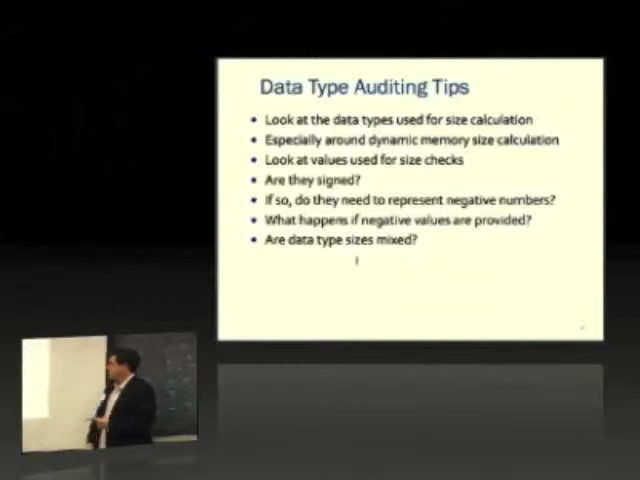 Data Type Auditing Tips
• Look at the data types used for size calculation
• Especially around dynamic memory size calculation
• Look at values used for size checks
• Are they signed?
• If so, do they need to represent negative numbers?
• What happens if negative values are provided?
• Are data type sizes mixed?